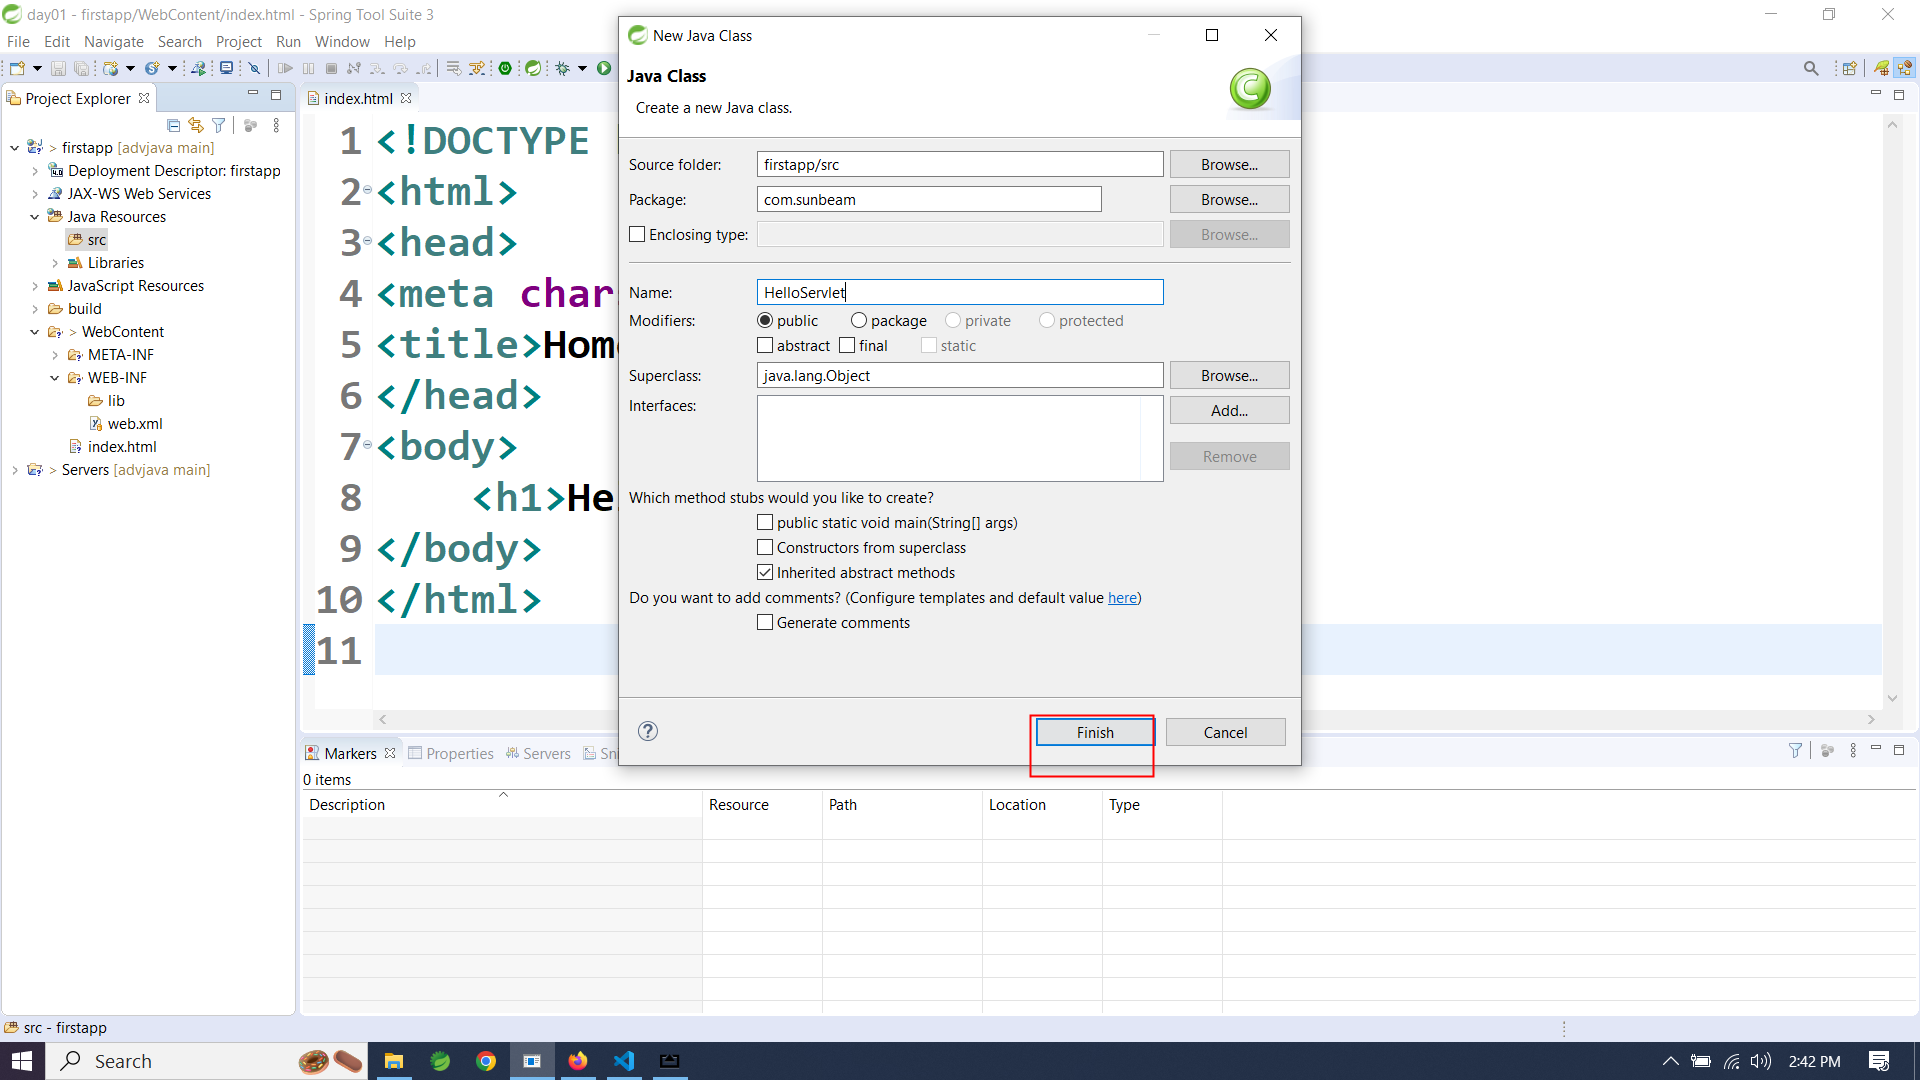 day01 - firstapp/WebContent/index.html - Spring Tool Suite 3
File Edit Navigate Search Project Run Window Help
Project Explorer
firstapp [advjava main]
Deployment Descriptor: firstapp
JAX-WS Web Services
Java Resources
src
Libraries
JavaScript Resources
build
WebContent
META-INF
WEB-INF
lib
web.xml
index.html
Servers [advjava main]
index.html
1 <!DOCTYPE
2 <html>
3 <head>
4 <meta char
5 <title>Hom
6 </head>
7 <body>
8 <h1>He
9 </body>
10 </html>
11
New Java Class
Java Class
Create a new Java class.
Source folder: firstapp/src Browse...
Package: com.sunbeam Browse...
Enclosing type: Browse...
Name: HelloServlet
Modifiers: public package private protected
abstract final static
Superclass: java.lang.Object Browse...
Interfaces: Add...
Remove
Which method stubs would you like to create?
public static void main(String[] args)
Constructors from superclass
Inherited abstract methods
Do you want to add comments? (Configure templates and default value here)
Generate comments
Finish Cancel
Markers Properties Servers Sni
0 items
Description Resource Path Location Type
src - firstapp
Search
2:42 PM